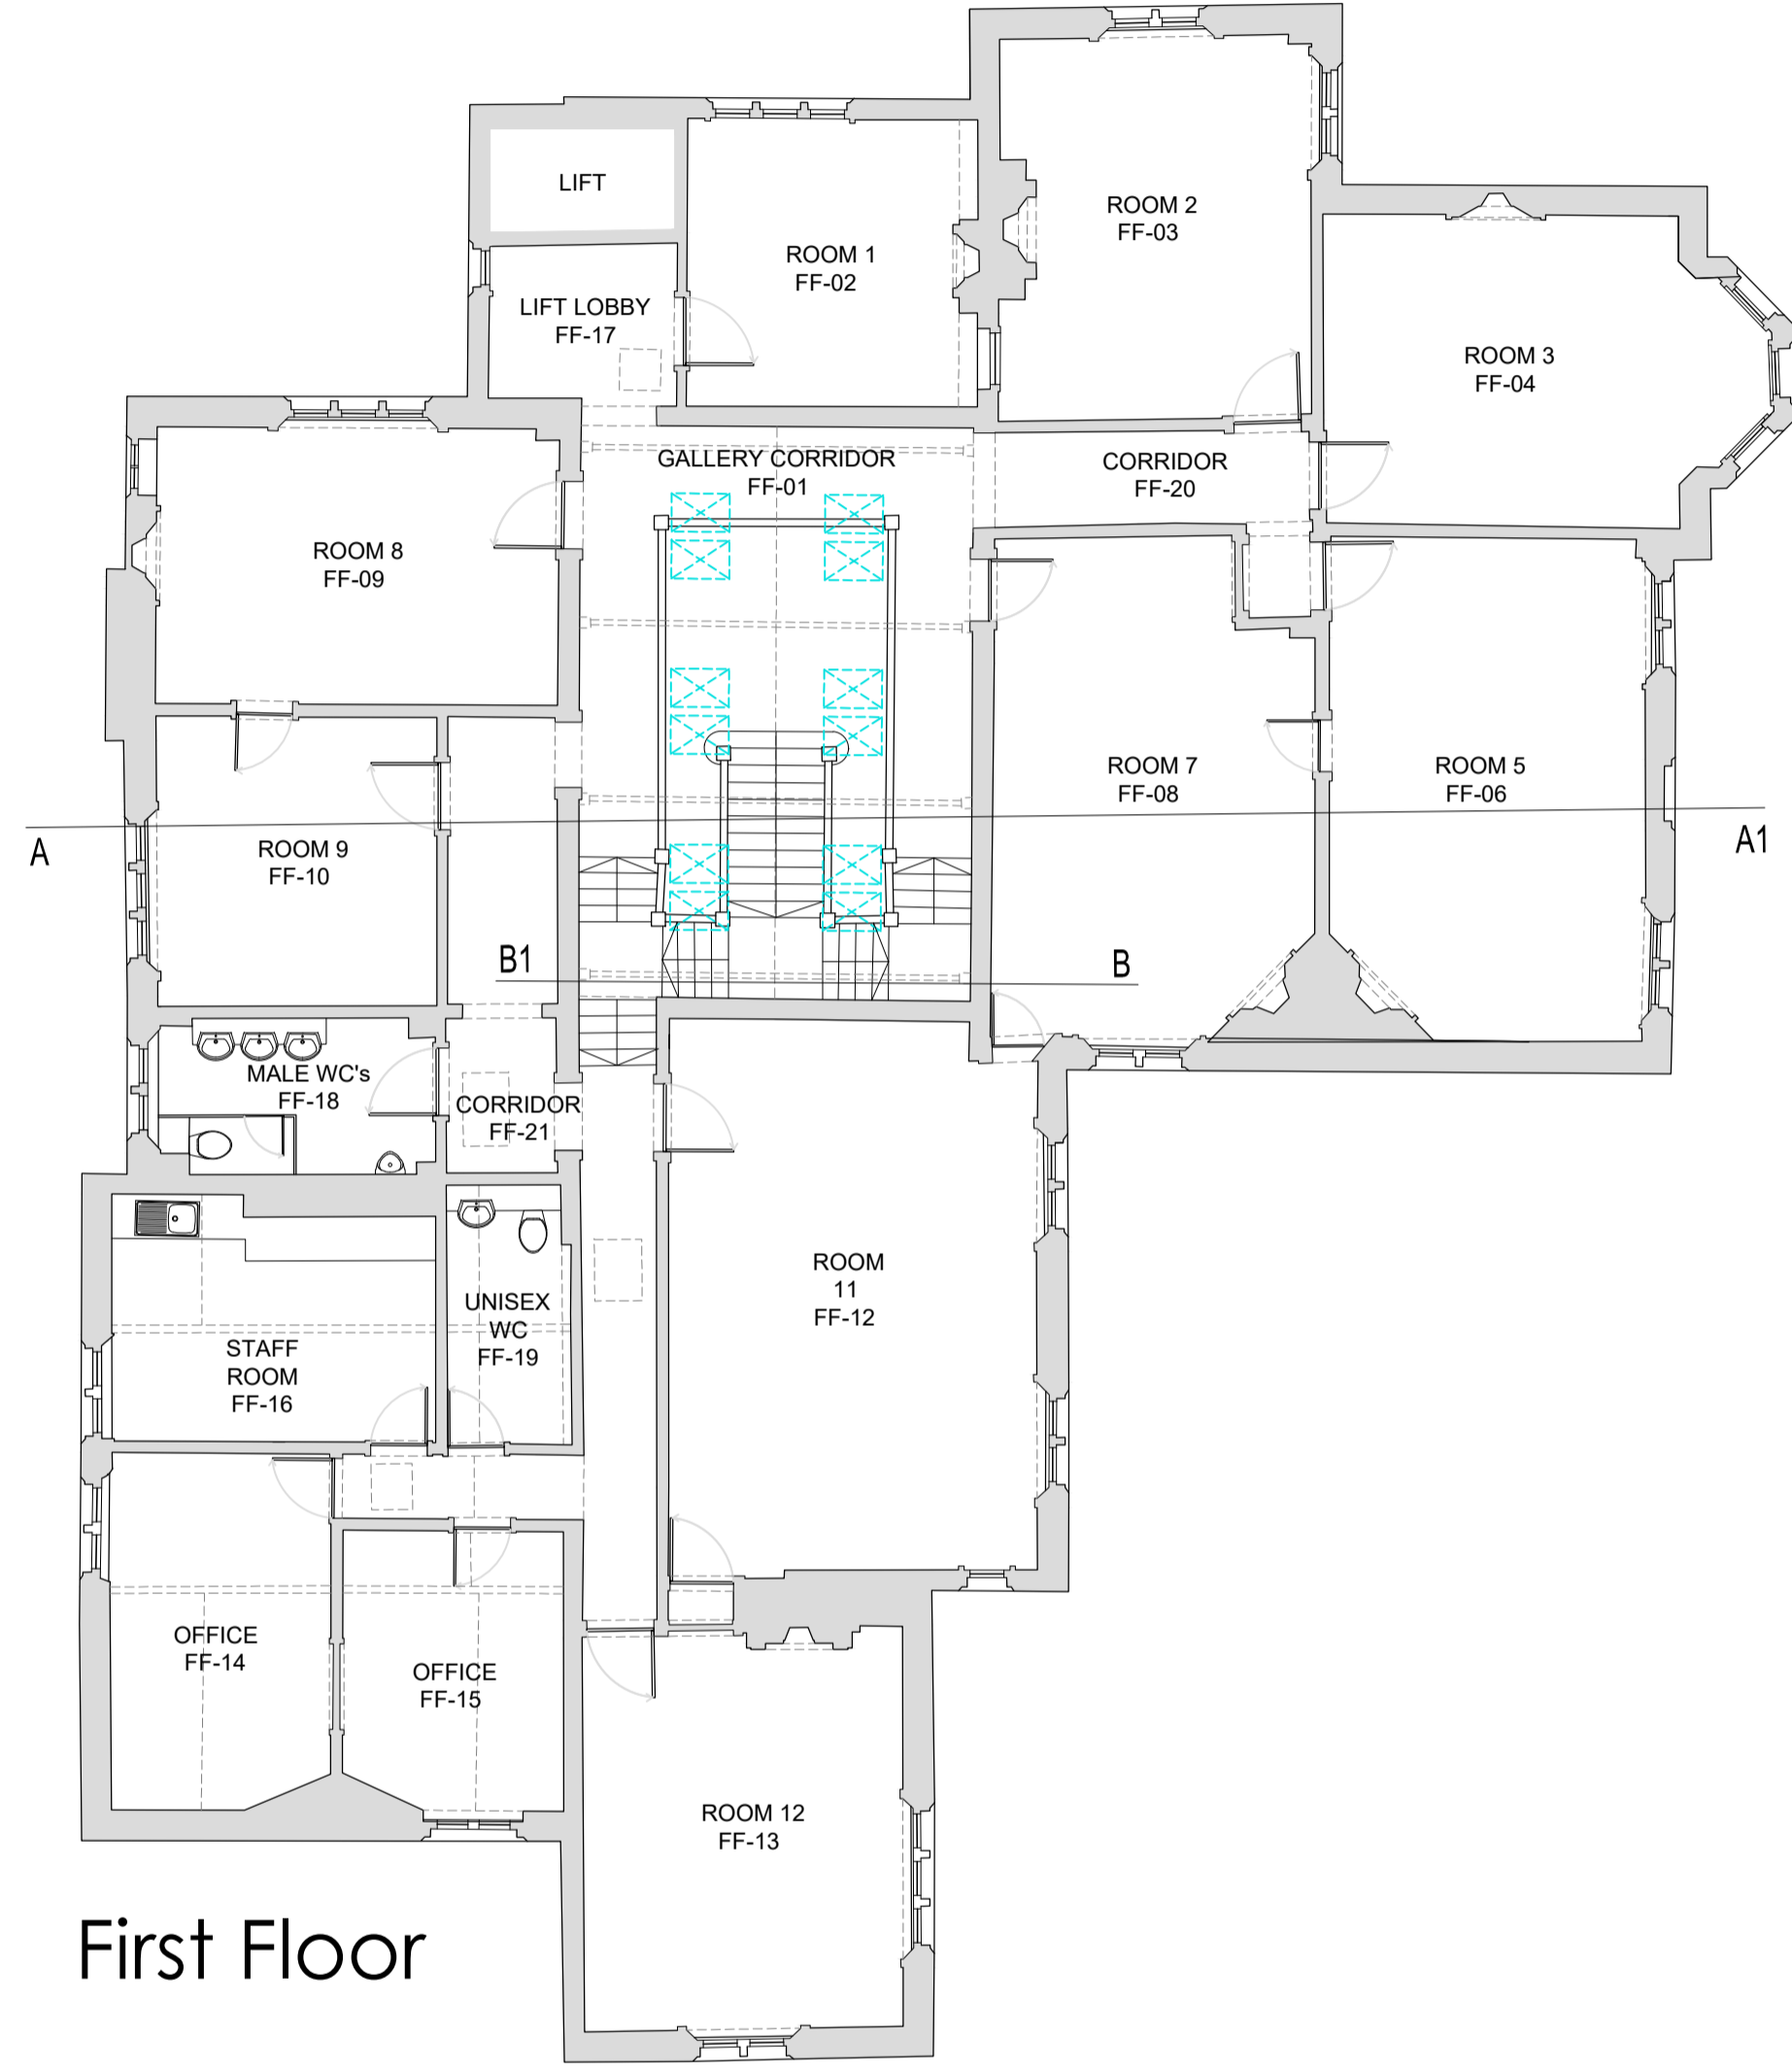 LIFT
ROOM 2
FF-03
ROOM 1
FF-02
LIFT LOBBY
FF-17
ROOM 3
FF-04
GALLERY CORRIDOR
FF-01
CORRIDOR
FF-20
ROOM 8
FF-09
ROOM 7
FF-08
ROOM 5
FF-06
A
A1
ROOM 9
FF-10
B1
B
MALE WC's
FF-18
CORRIDOR
FF-21
ROOM
11
FF-12
UNISEX
WC
FF-19
STAFF
ROOM
FF-16
OFFICE
FF-14
OFFICE
FF-15
ROOM 12
FF-13
First Floor